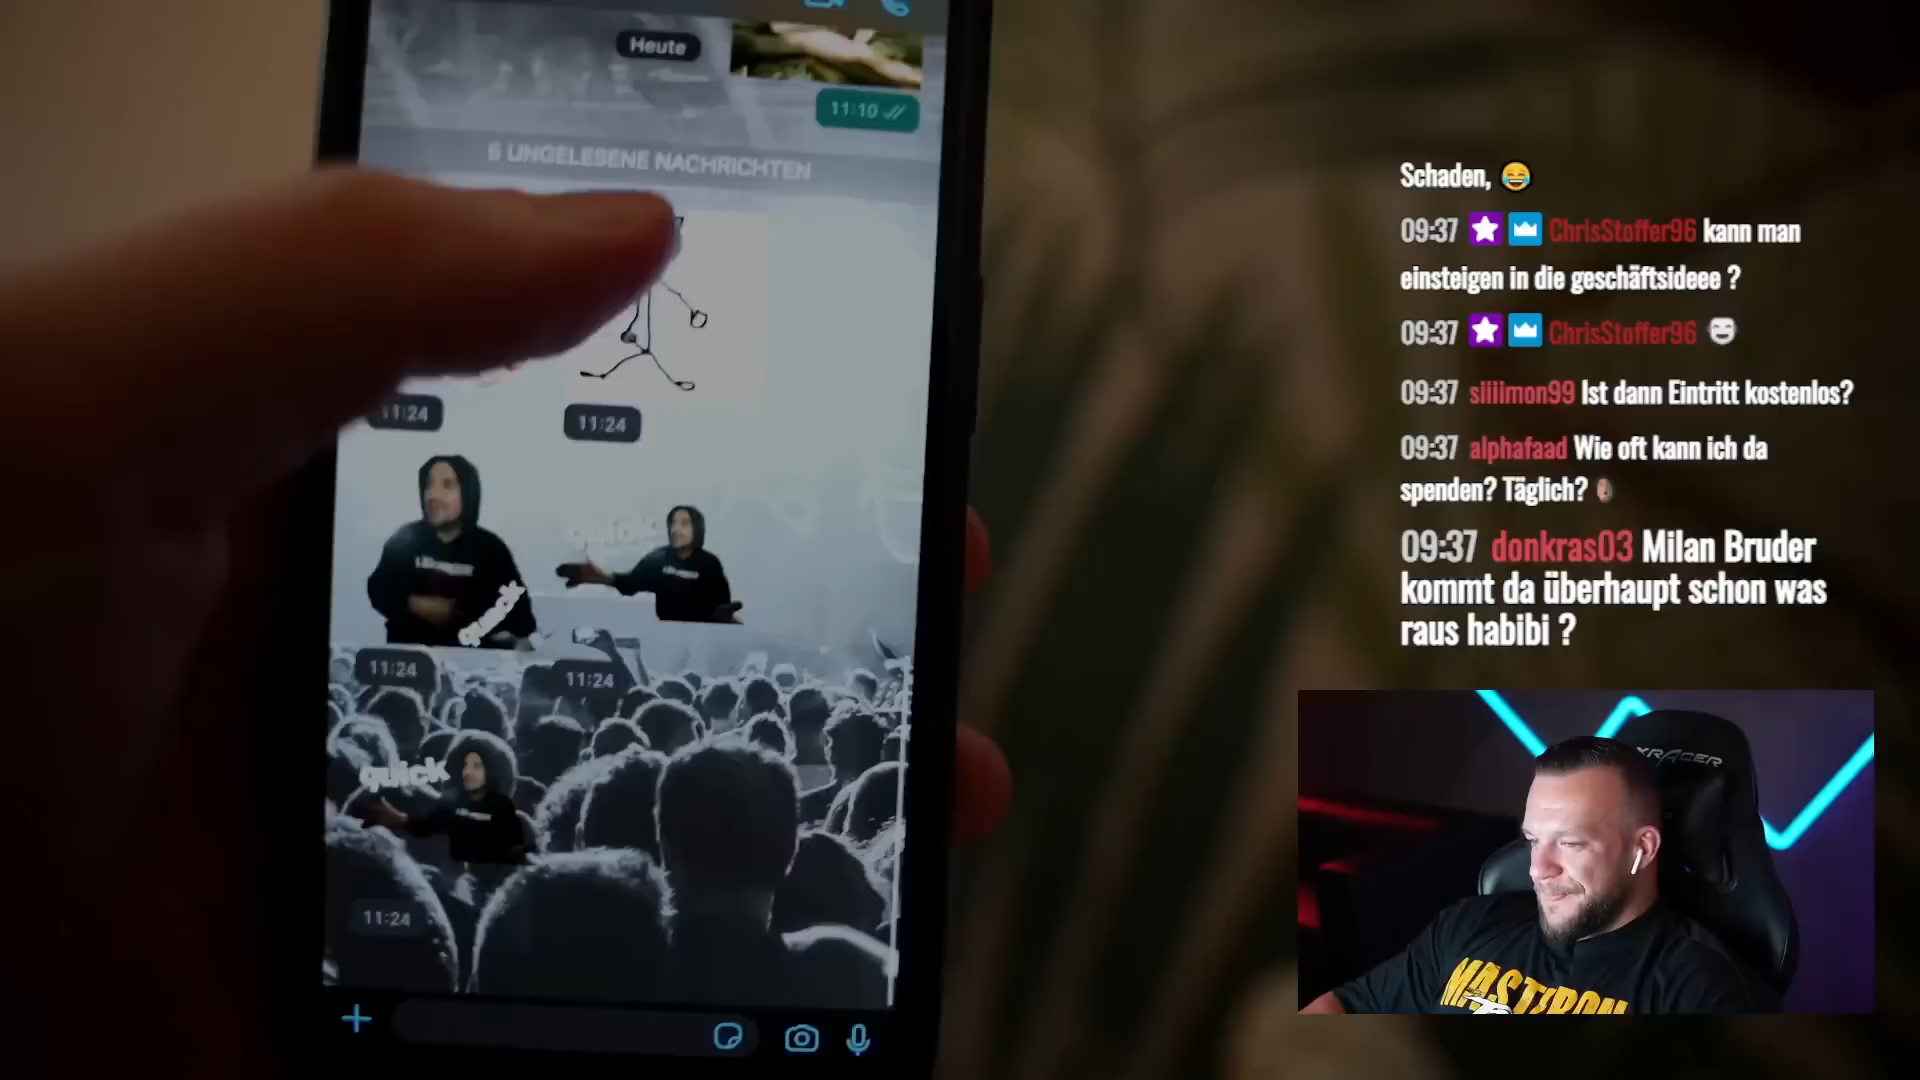 Heute
11:10
6 UNGELESENE NACHRICHTEN
11:24
11:24
quick
quick
11:24
11:24
quick
11:24
Schaden, 😂
09:37 ChrisStoffer96 kann man
einsteigen in die geschäftsideee ?
09:37 ChrisStoffer96
09:37 siiiimon99 Ist dann Eintritt kostenlos?
09:37 alphafaad Wie oft kann ich da
spenden? Täglich?
09:37 donkras03 Milan Bruder
kommt da überhaupt schon was
raus habibi ?
XRACER